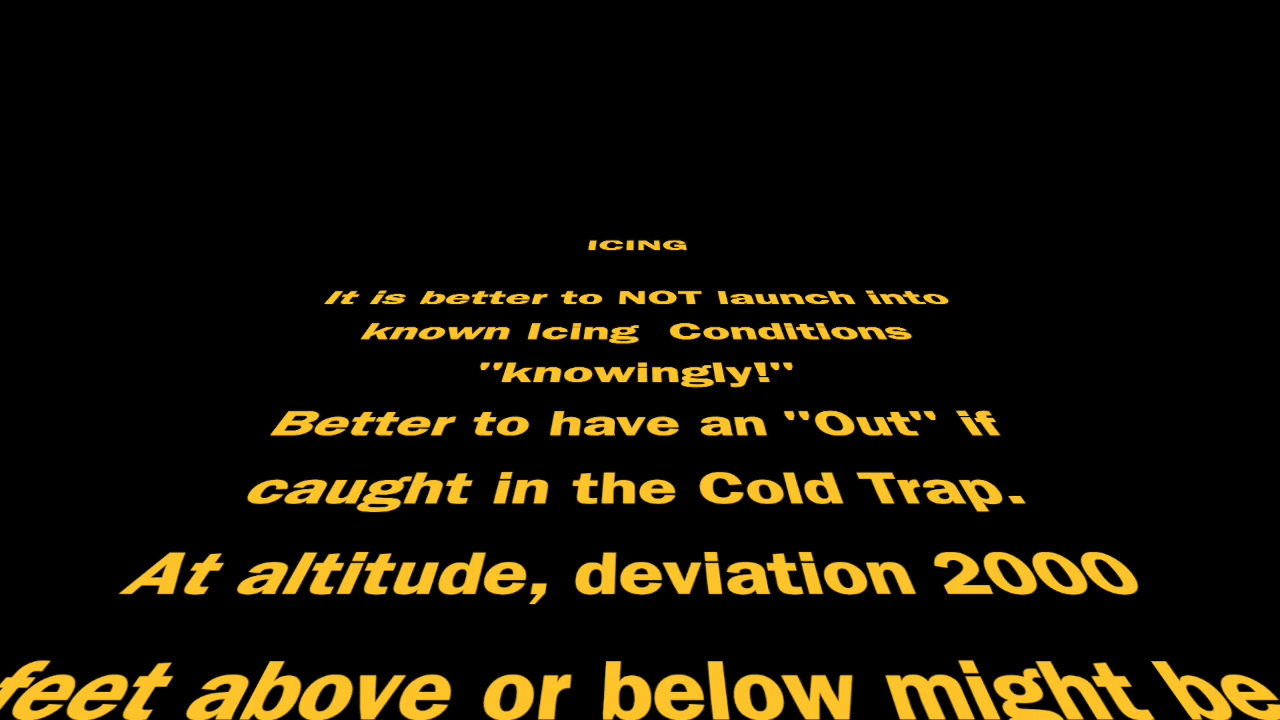 ICING
It is better to NOT launch into
known Icing Conditions
"knowingly!"
Better to have an "Out" if
caught in the Cold Trap.
At altitude, deviation 2000
feet above or below might be